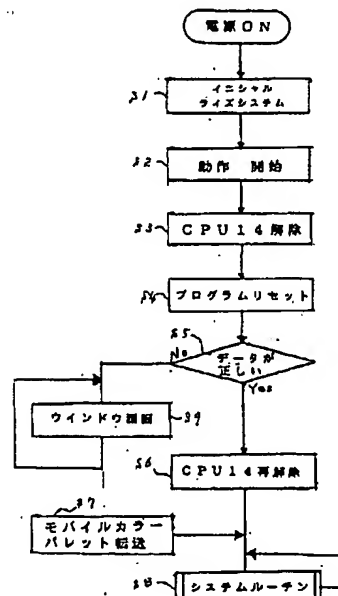 電源ON
S1
イニシャル
ライズシステム
S2
動作 開始
S3
CPU14解除
S4
プログラムリセット
S5
No
データが
正しい
Yes
ウインドウ
S9
S6
CPU14再解除
S7
モバイルカラー
パレット転送
S8
システムルーチン